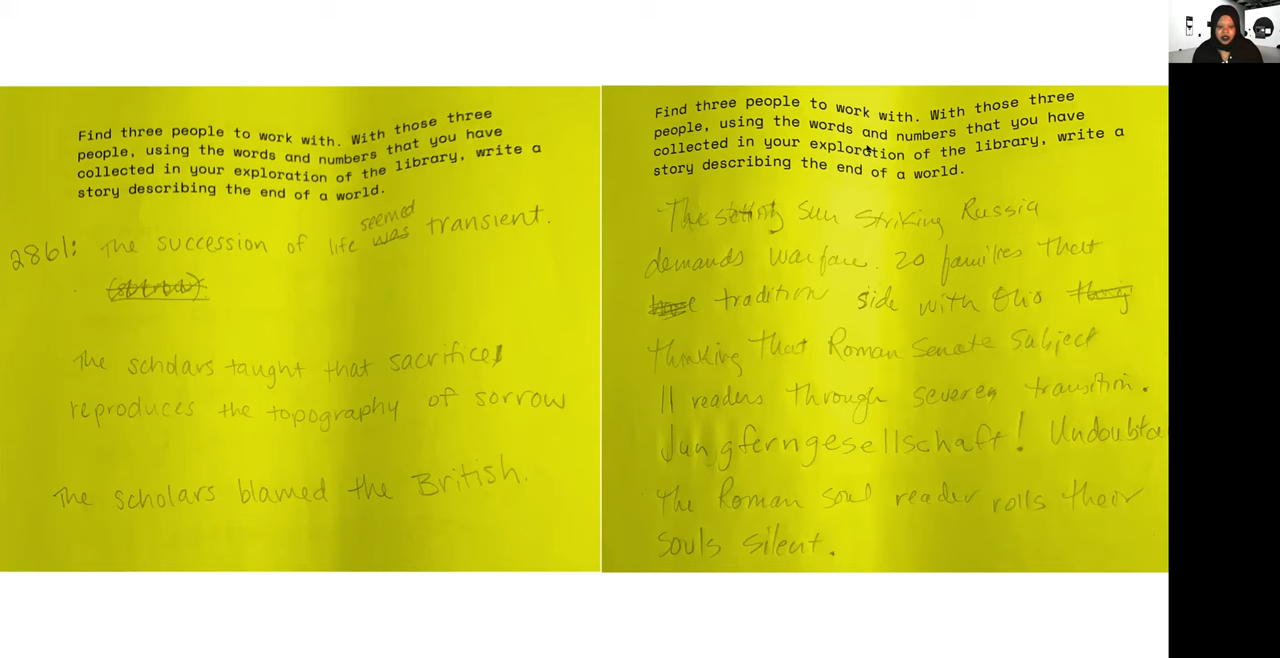 Find three people to work with. With those three
people, using the words and numbers that you have
collected in your exploration of the library, write a
story describing the end of a world.
seemed
2861: The succession of life was transient.
The scholars taught that sacrifice
reproduces the topography of sorrow
The scholars blamed the British.
Find three people to work with. With those three
people, using the words and numbers that you have
collected in your exploration of the library, write a
story describing the end of a world.
The setting Sun striking Russia
demands warfare. 20 families that
tradition side with Ohio
thinking that Roman Senate Subject
11 readers through severe transition.
Jungferngesellschaft! Undoubta
The Roman soul reader rolls their
souls silent.